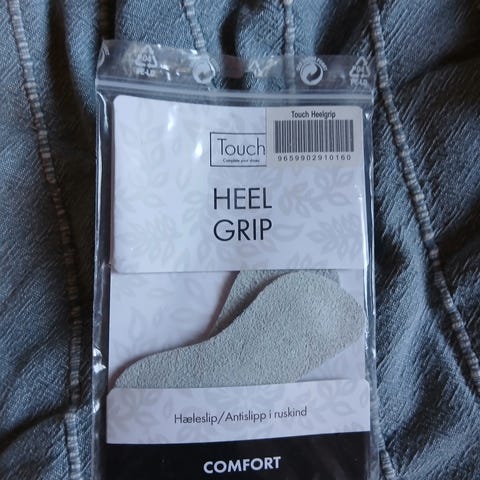 Touch Heelgrip
9659902910160
Touch
Complete your shoes
HEEL
GRIP
Hæleslip/Antislipp i ruskind
COMFORT